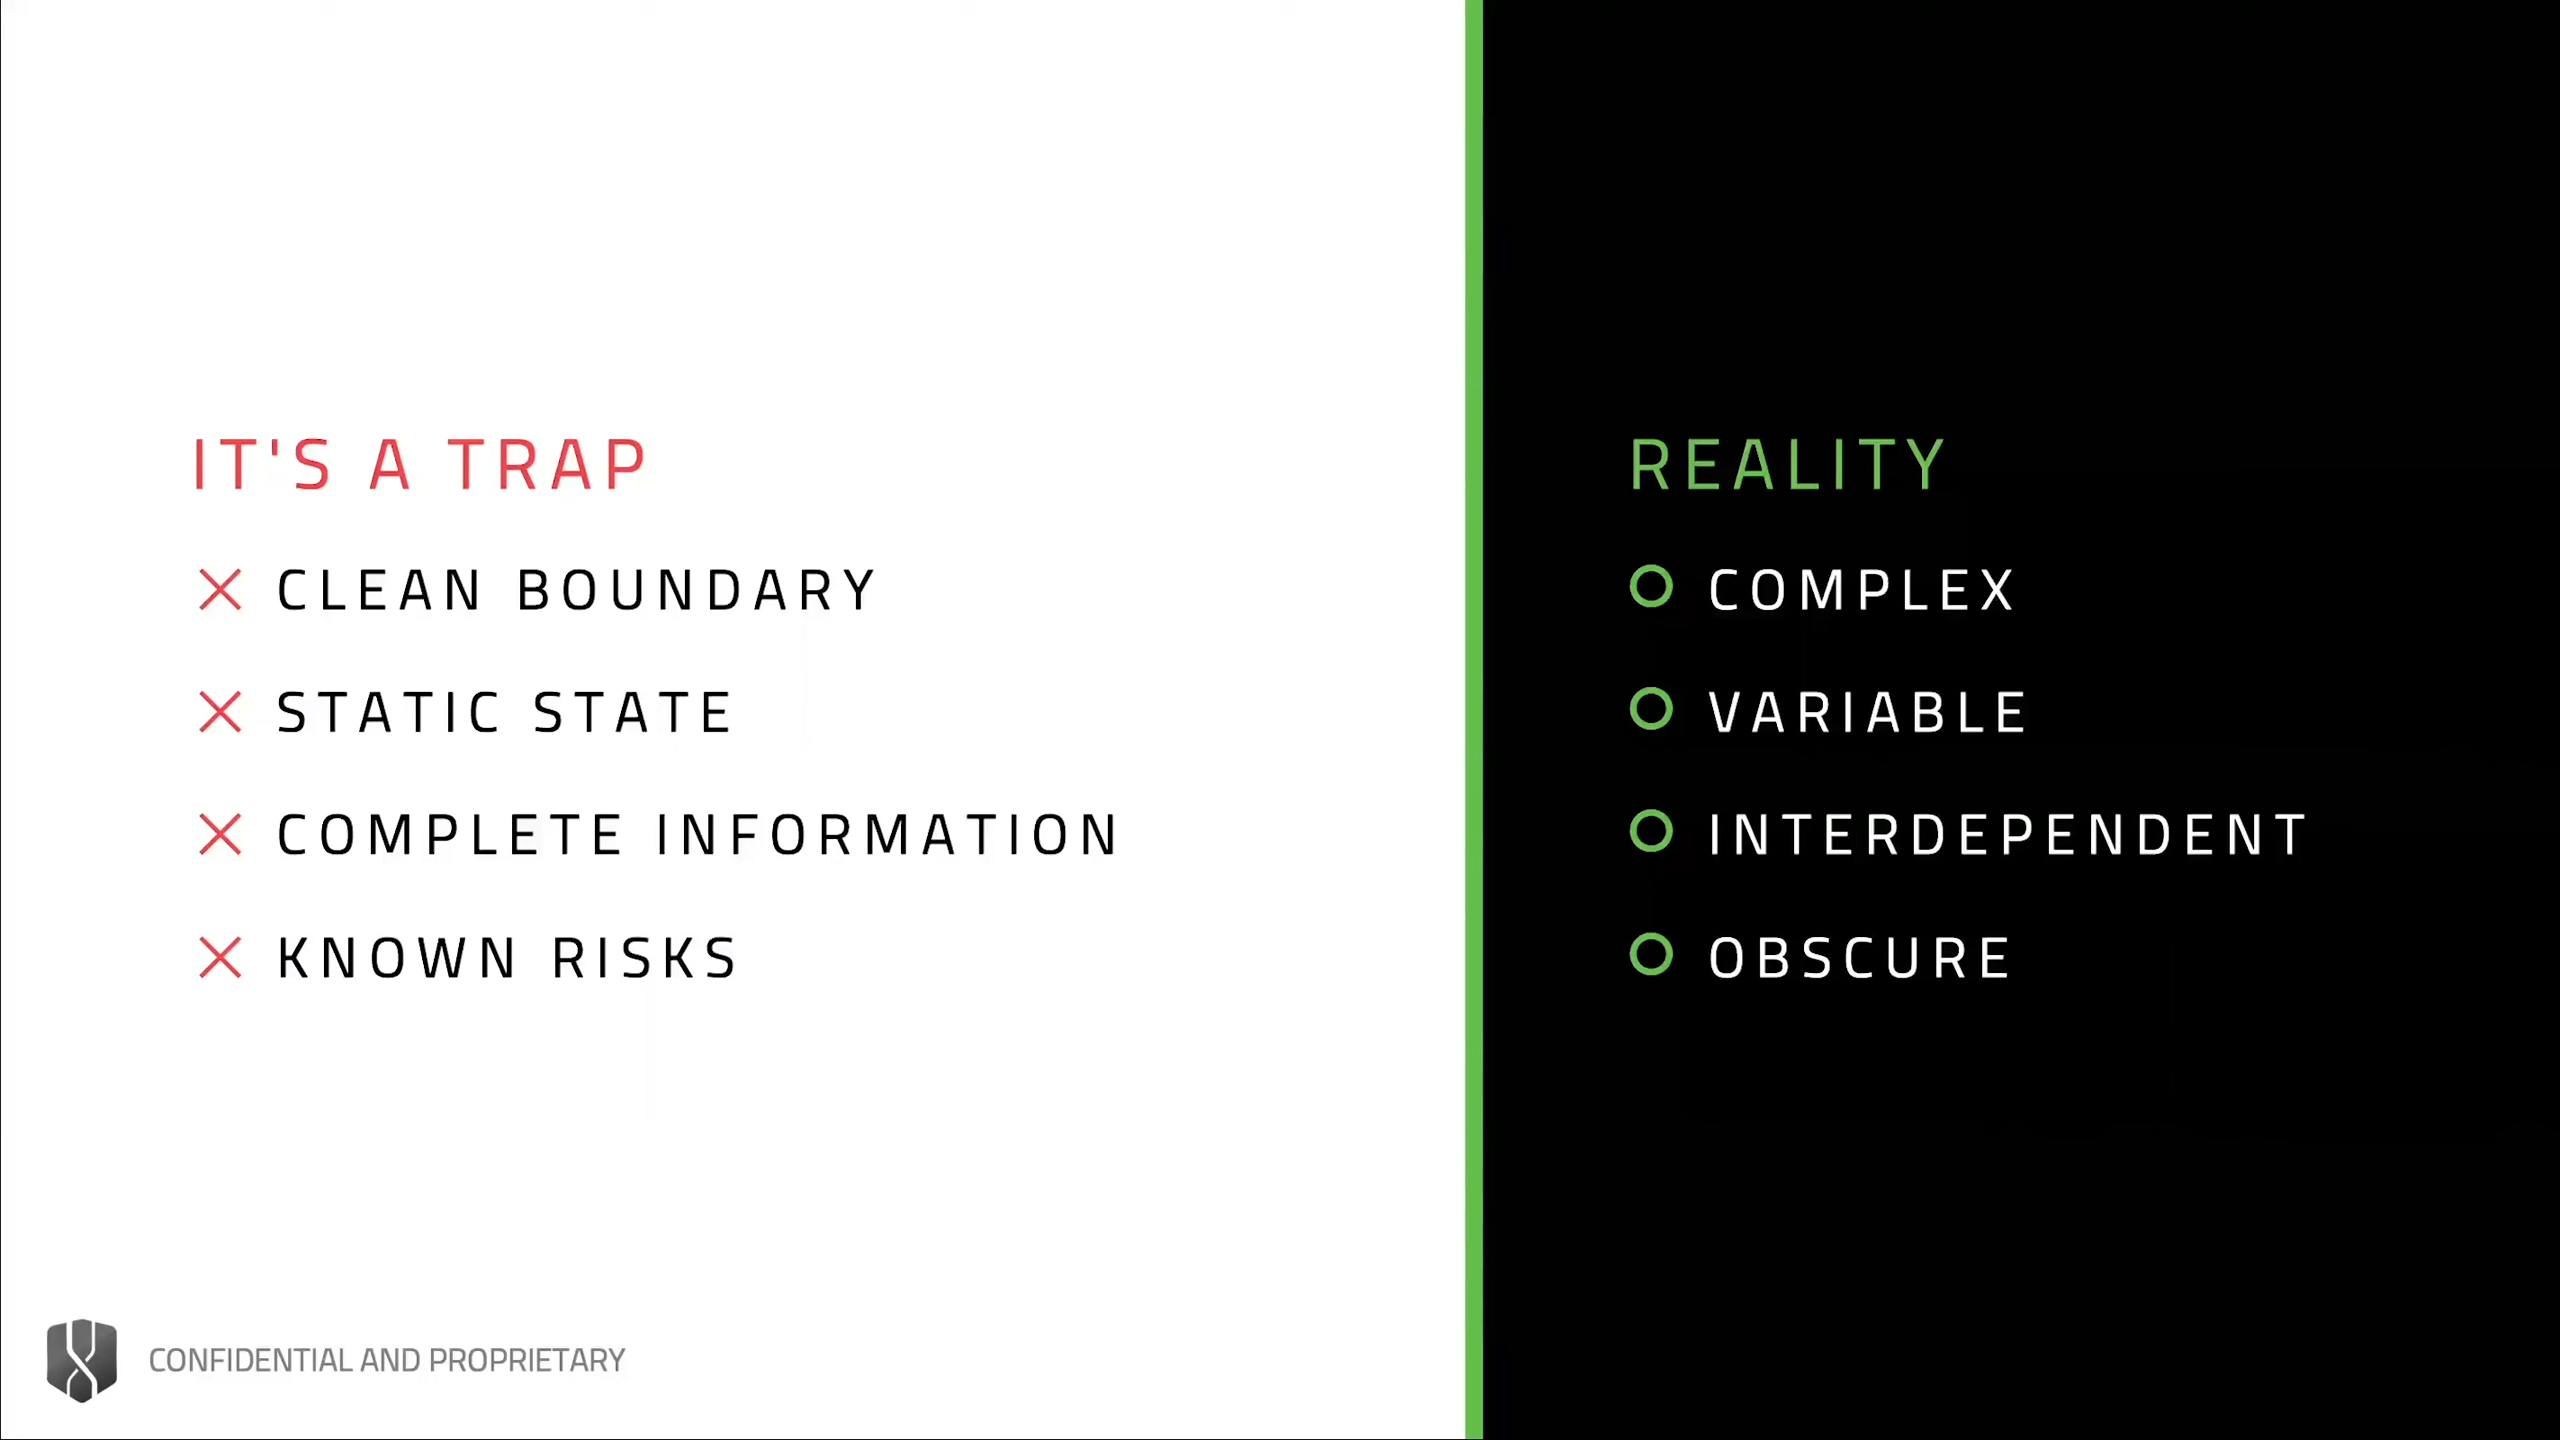 IT'S A TRAP
CLEAN BOUNDARY
STATIC STATE
COMPLETE INFORMATION
KNOWN RISKS
REALITY
COMPLEX
VARIABLE
INTERDEPENDENT
OBSCURE
CONFIDENTIAL AND PROPRIETARY